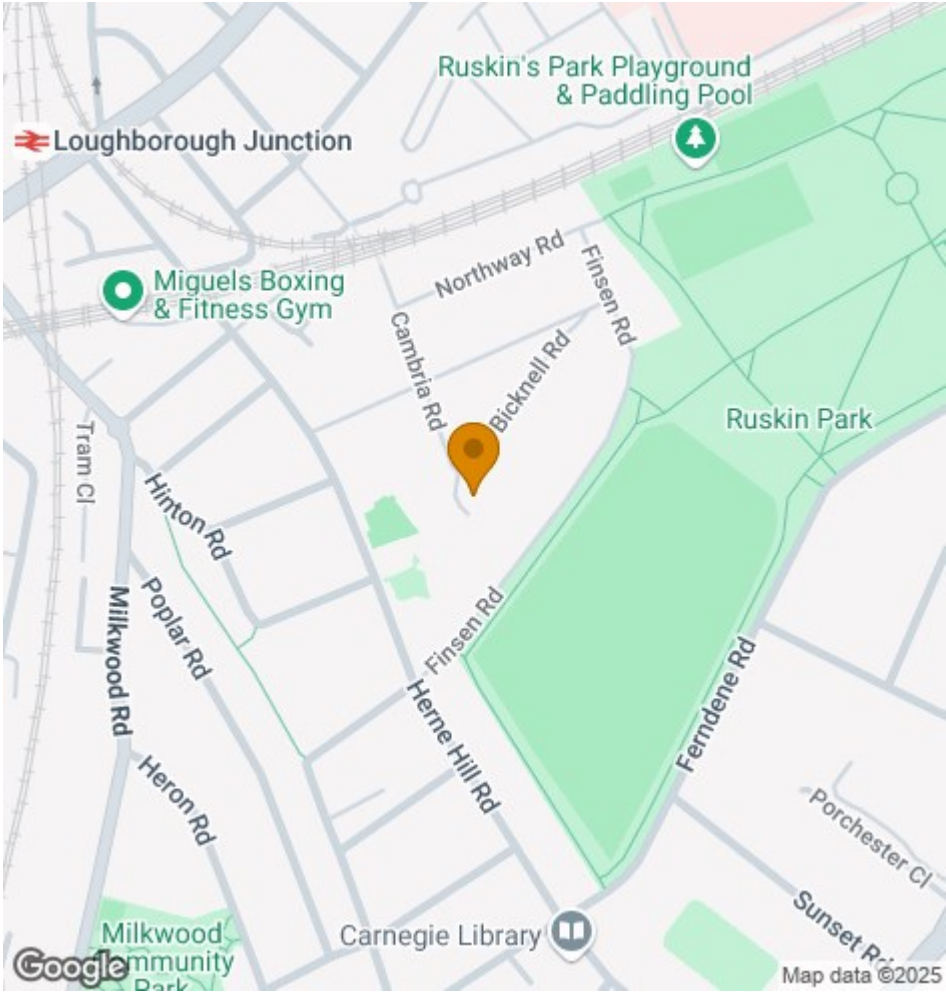 Ruskin's Park Playground
& Paddling Pool
Loughborough Junction
Northway Rd
Finsen Rd
Miguels Boxing
& Fitness Gym
Cambria Rd
Bicknell Rd
Ruskin Park
Tram Cl
Hinton Rd
Poplar Rd
Milkwood Rd
Finsen Rd
Herne Hill Rd
Ferndene Rd
Heron Rd
Porchester Cl
Sunset Rd
Carnegie Library
Milkwood
Community
Park
Google
Map data ©2025